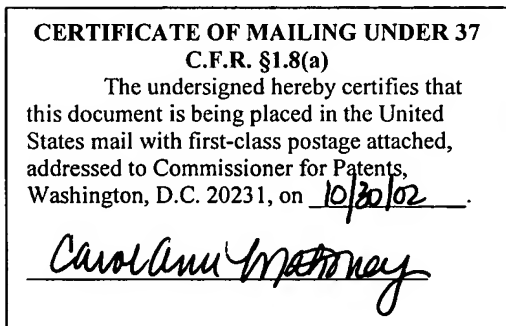 CERTIFICATE OF MAILING UNDER 37
C.F.R. §1.8(a)
The undersigned hereby certifies that
this document is being placed in the United
States mail with first-class postage attached,
addressed to Commissioner for Patents,
Washington, D.C. 20231, on 10/30/02.
Carol Ann Mahoney